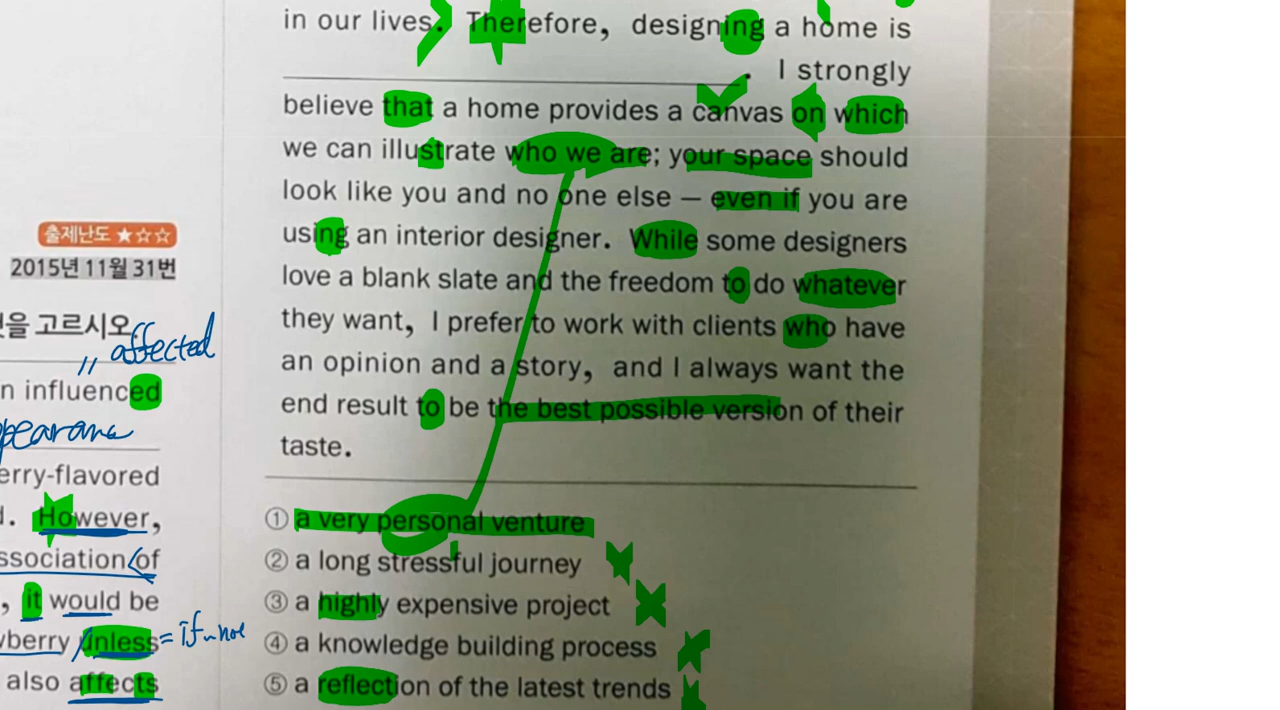 출제난도 ★☆☆
2015년 11월 31번
것을 고르시오
" affected
n influenced
erry-flavored
d. However,
ssociation of
, it would be
wberry unless = if~not
also affects
in our lives. Therefore, designing a home is
. I strongly
believe that a home provides a canvas on which
we can illustrate who we are; your space should
look like you and no one else — even if you are
using an interior designer. While some designers
love a blank slate and the freedom to do whatever
they want, I prefer to work with clients who have
an opinion and a story, and I always want the
end result to be the best possible version of their
taste.
① a very personal venture
② a long stressful journey
③ a highly expensive project
④ a knowledge building process
⑤ a reflection of the latest trends